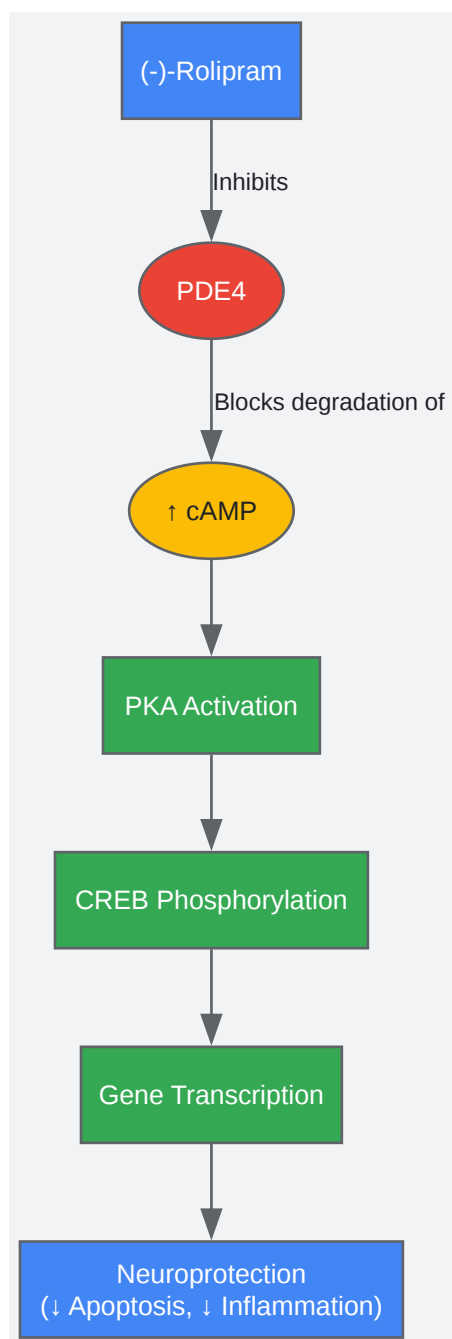 (-)-Rolipram
Inhibits
PDE4
Blocks degradation of
↑ cAMP
PKA Activation
CREB Phosphorylation
Gene Transcription
Neuroprotection
(↓ Apoptosis, ↓ Inflammation)